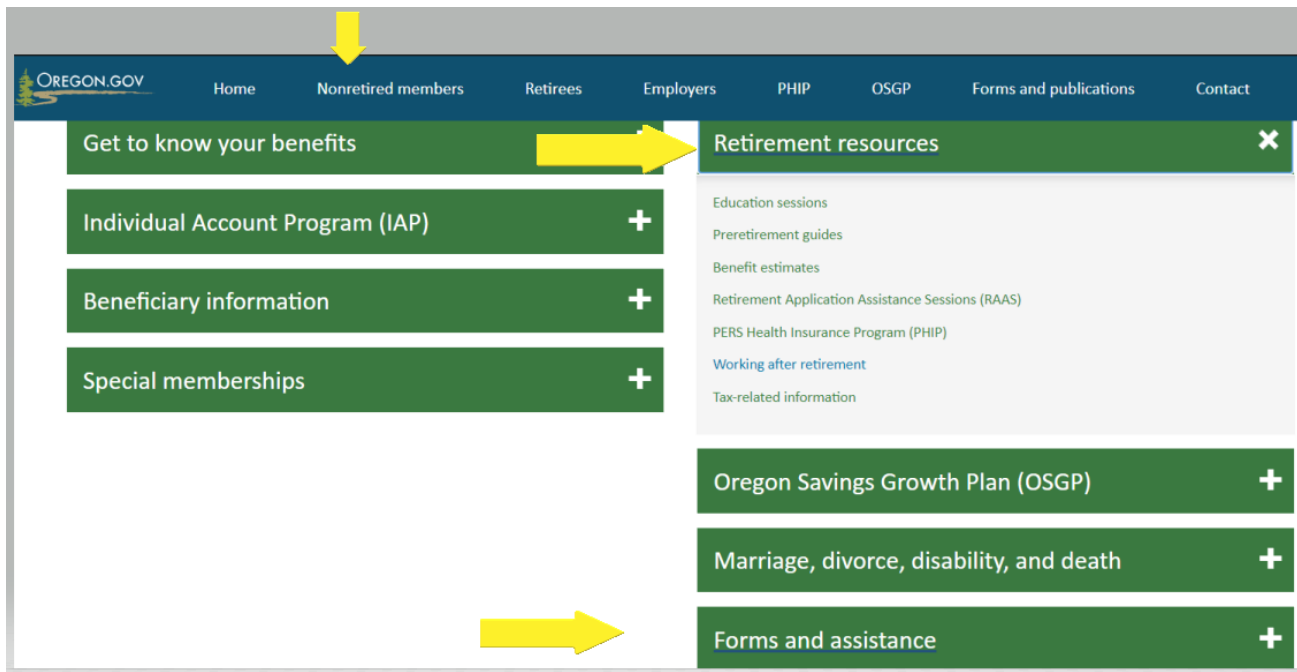 OREGON.GOV Home Nonretired members Retirees Employers PHIP OSGP Forms and publications Contact
Get to know your benefits
Individual Account Program (IAP)
Beneficiary information
Special memberships
Retirement resources
Education sessions
Preretirement guides
Benefit estimates
Retirement Application Assistance Sessions (RAAS)
PERS Health Insurance Program (PHIP)
Working after retirement
Tax-related information
Oregon Savings Growth Plan (OSGP)
Marriage, divorce, disability, and death
Forms and assistance